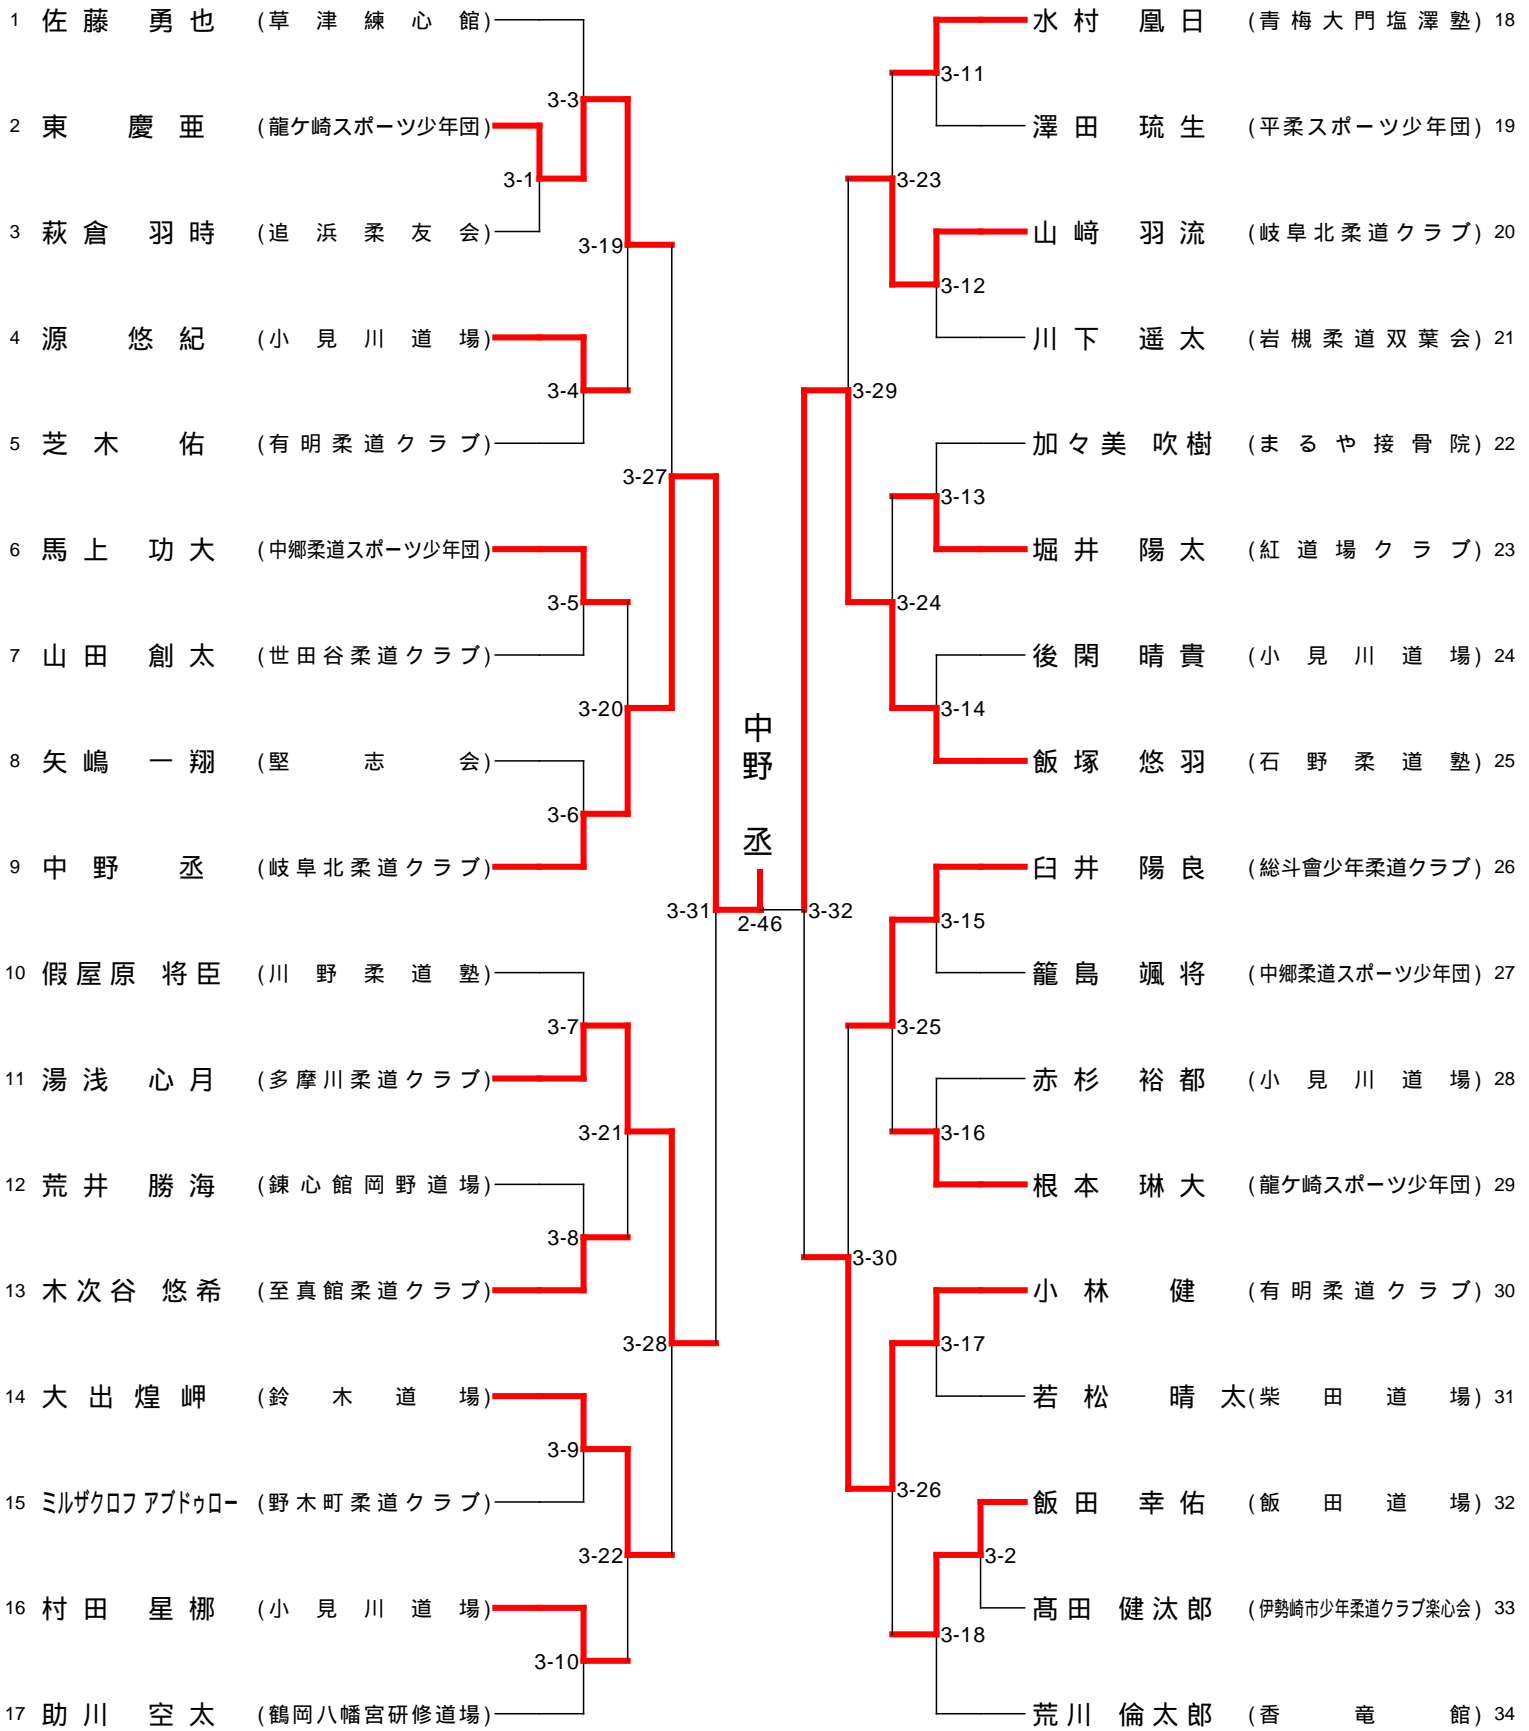 1 佐藤 勇也 (草津練心館)
3-3
2 東 慶亜 (龍ケ崎スポーツ少年団)
3-1
3 萩倉 羽時 (追浜柔友会)
3-19
4 源 悠紀 (小見川道場)
3-4
5 芝木 佑 (有明柔道クラブ)
3-27
6 馬上 功大 (中郷柔道スポーツ少年団)
3-5
7 山田 創太 (世田谷柔道クラブ)
3-20
8 矢嶋 一翔 (堅志会)
3-6
9 中野 丞 (岐阜北柔道クラブ)
3-31
10 假屋原 将臣 (川野柔道塾)
3-7
11 湯浅 心月 (多摩川柔道クラブ)
3-21
12 荒井 勝海 (錬心館岡野道場)
3-8
13 木次谷 悠希 (至真館柔道クラブ)
3-28
14 大出 煌岬 (鈴木道場)
3-9
15 ミルザクロフ アブドゥロー (野木町柔道クラブ)
3-22
16 村田 星梛 (小見川道場)
3-10
17 助川 空太 (鶴岡八幡宮研修道場)
中野 丞
2-46
水村 凰日 (青梅大門塩澤塾) 18
3-11
澤田 琉生 (平柔スポーツ少年団) 19
3-23
山﨑 羽流 (岐阜北柔道クラブ) 20
3-12
川下 遥太 (岩槻柔道双葉会) 21
3-29
加々美 吹樹 (まるや接骨院) 22
3-13
堀井 陽太 (紅道場クラブ) 23
3-24
後閑 晴貴 (小見川道場) 24
3-14
飯塚 悠羽 (石野柔道塾) 25
臼井 陽良 (総斗會少年柔道クラブ) 26
3-32
3-15
籠島 颯将 (中郷柔道スポーツ少年団) 27
3-25
赤杉 裕都 (小見川道場) 28
3-16
根本 琳大 (龍ケ崎スポーツ少年団) 29
3-30
小林 健 (有明柔道クラブ) 30
3-17
若松 晴太 (柴田道場) 31
3-26
飯田 幸佑 (飯田道場) 32
3-2
髙田 健汰郎 (伊勢崎市少年柔道クラブ楽心会) 33
3-18
荒川 倫太郎 (香竜館) 34